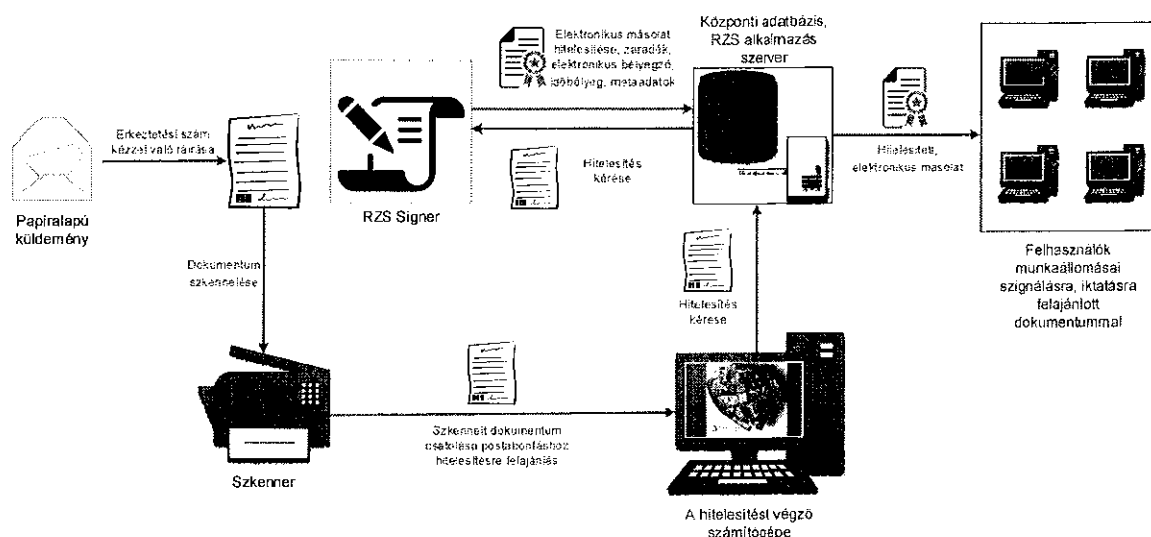 Elektronikus másolat
hitelesítése, záradék,
elektronikus bélyegző,
időbélyeg, metaadatok
Központi adatbázis,
RZS alkalmazás
szerver
Érkeztetési szám
kézzel való ráírása
Papíralapú
küldemény
RZS Signer
Hitelesítés
kérése
Hitelesített,
elektronikus másolat
Felhasználók
munkaállomásai
szignálásra, iktatásra
felajánlott
dokumentummal
Dokumentum
szkennelése
Hitelesítés
kérése
Szkennelt dokumentum
csatolása postabontáshoz
hitelesítésre felajánlás
Szkenner
A hitelesítést végző
számítógépe